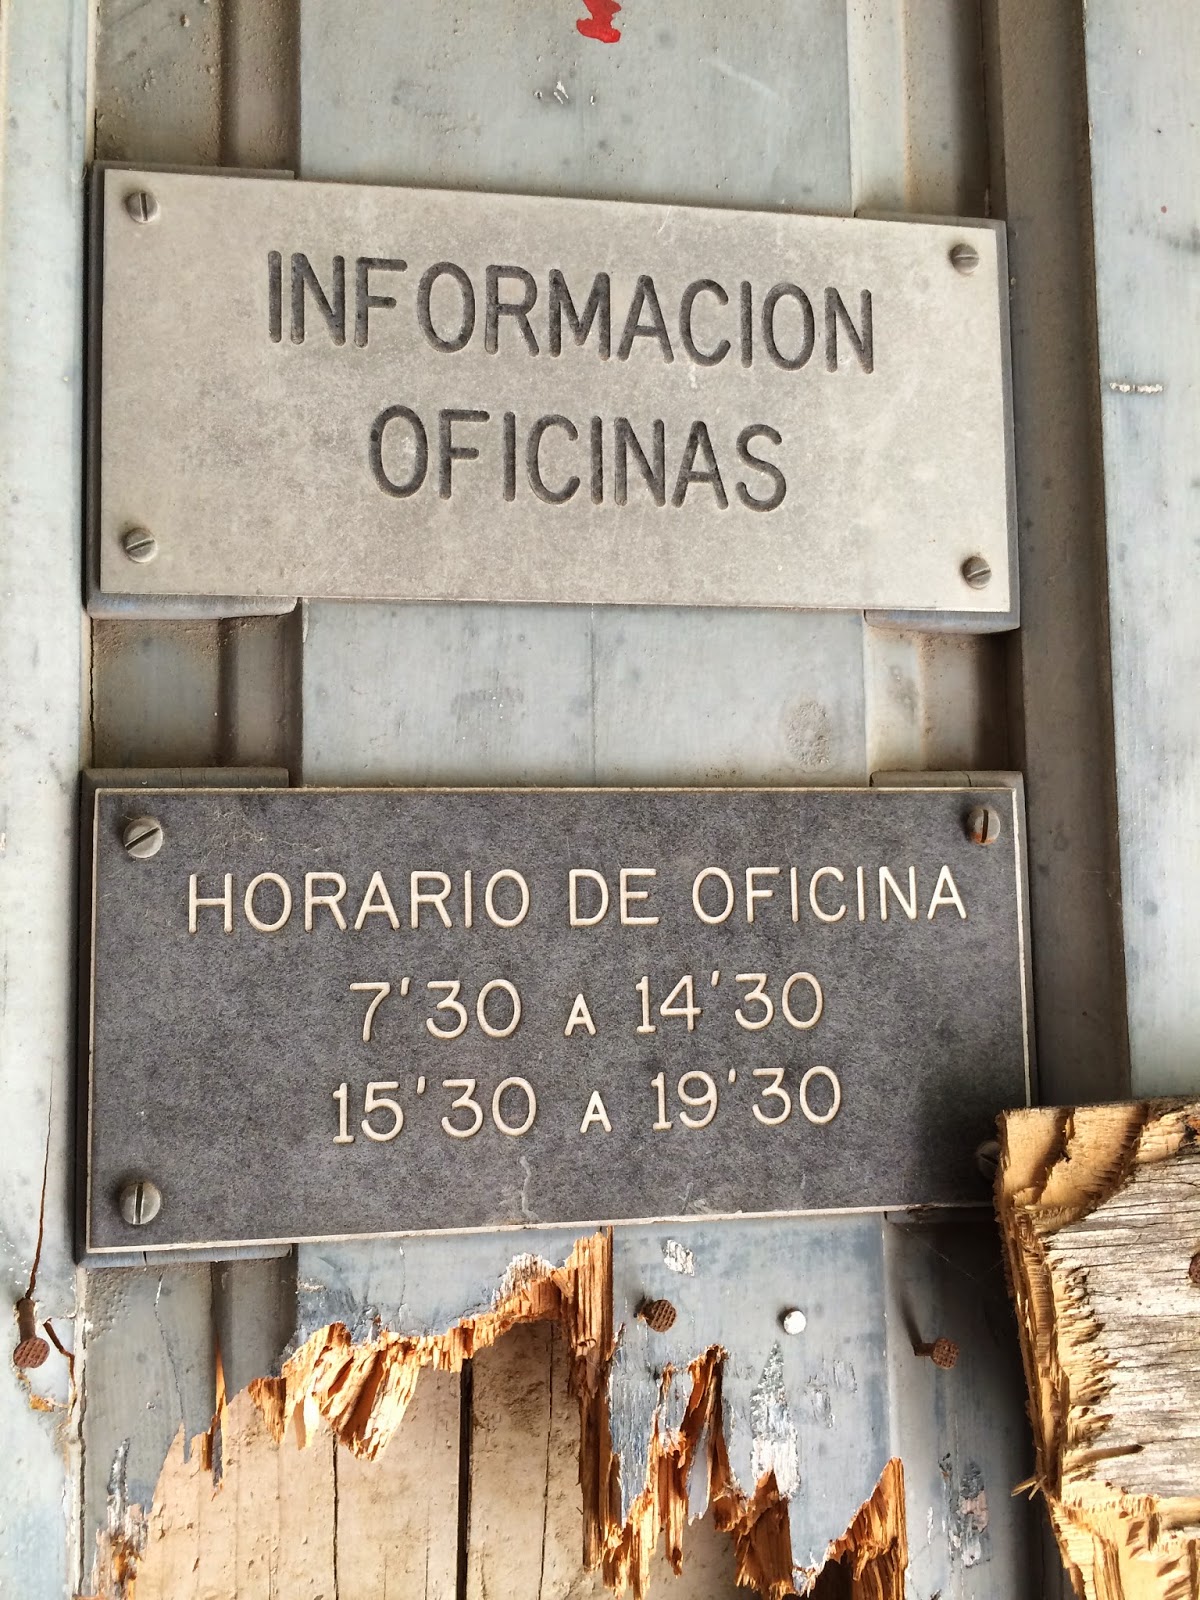 INFORMACION
OFICINAS
HORARIO DE OFICINA
7'30 A 14'30
15'30 A 19'30